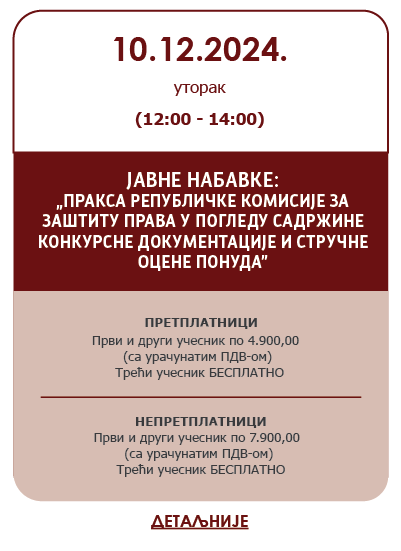 10.12.2024.
уторак
(12:00 - 14:00)
ЈАВНЕ НАБАВКЕ:
„ПРАКСА РЕПУБЛИЧКЕ КОМИСИЈЕ ЗА
ЗАШТИТУ ПРАВА У ПОГЛЕДУ САДРЖИНЕ
КОНКУРСНЕ ДОКУМЕНТАЦИЈЕ И СТРУЧНЕ
ОЦЕНЕ ПОНУДА”
ПРЕТПЛАТНИЦИ
Први и други учесник по 4.900,00
(са урачунатим ПДВ-ом)
Трећи учесник БЕСПЛАТНО
НЕПРЕТПЛАТНИЦИ
Први и други учесник по 7.900,00
(са урачунатим ПДВ-ом)
Трећи учесник БЕСПЛАТНО
ДЕТАЉНИЈЕ